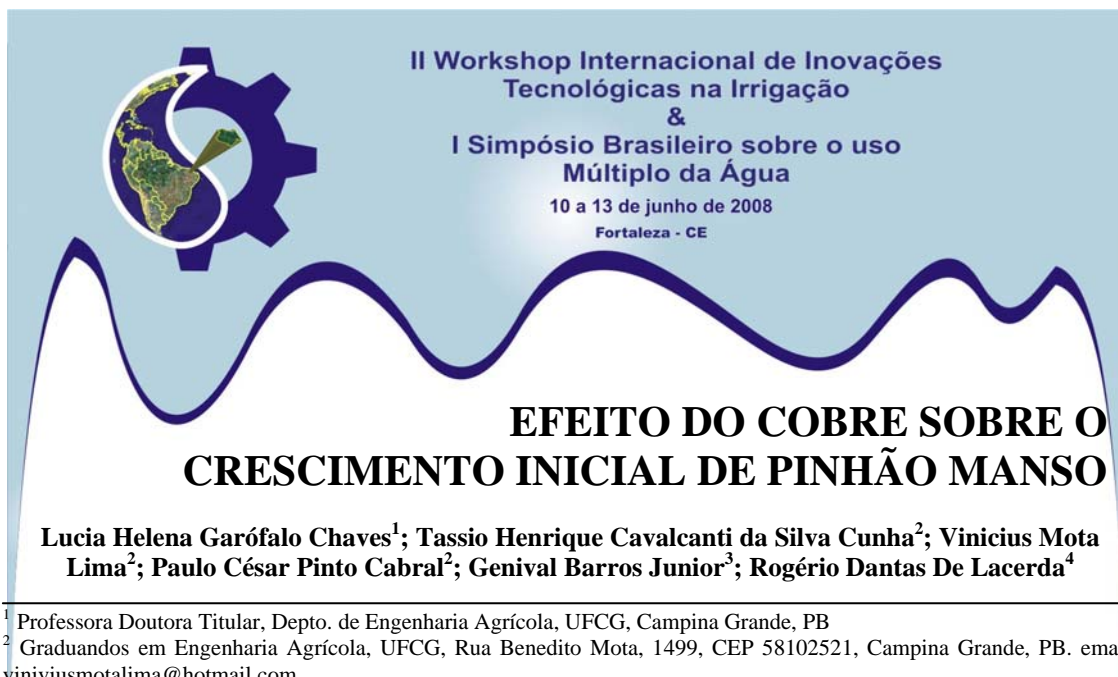 II Workshop Internacional de Inovações
Tecnológicas na Irrigação
&
I Simpósio Brasileiro sobre o uso
Múltiplo da Água
10 a 13 de junho de 2008
Fortaleza - CE
EFEITO DO COBRE SOBRE O
CRESCIMENTO INICIAL DE PINHÃO MANSO
Lucia Helena Garófalo Chaves¹; Tassio Henrique Cavalcanti da Silva Cunha²; Vinicius Mota
Lima²; Paulo César Pinto Cabral²; Genival Barros Junior³; Rogério Dantas De Lacerda⁴
¹ Professora Doutora Titular, Depto. de Engenharia Agrícola, UFCG, Campina Grande, PB
² Graduandos em Engenharia Agrícola, UFCG, Rua Benedito Mota, 1499, CEP 58102521, Campina Grande, PB. ema
viniviusmotalima@hotmail.com